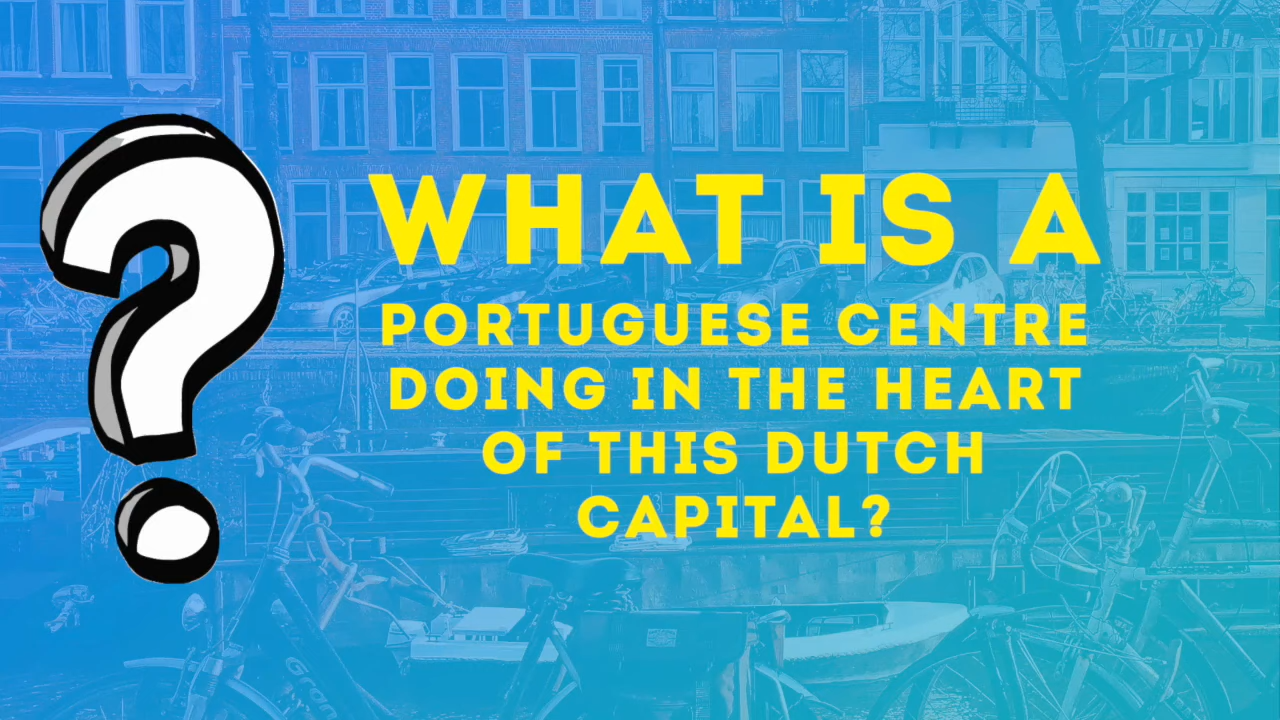 WHAT IS A
PORTUGUESE CENTRE
DOING IN THE HEART
OF THIS DUTCH
CAPITAL?